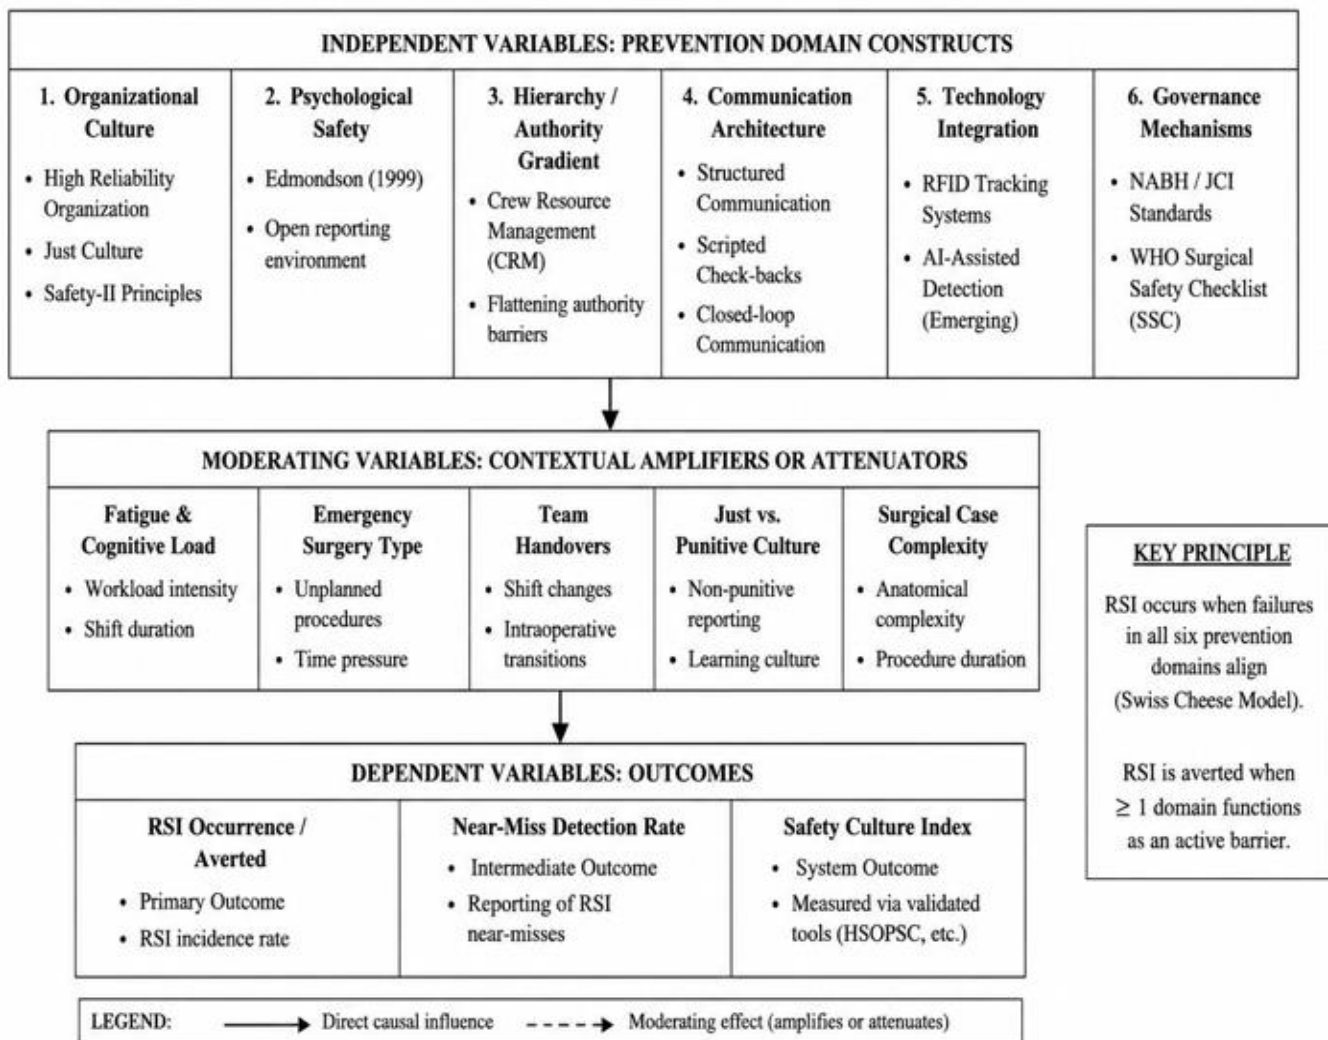 INDEPENDENT VARIABLES: PREVENTION DOMAIN CONSTRUCTS
1. Organizational
Culture
• High Reliability
Organization
• Just Culture
• Safety-II Principles
2. Psychological
Safety
• Edmondson (1999)
• Open reporting
environment
3. Hierarchy /
Authority
Gradient
• Crew Resource
Management
(CRM)
• Flattening authority
barriers
4. Communication
Architecture
• Structured
Communication
• Scripted
Check-backs
• Closed-loop
Communication
5. Technology
Integration
• RFID Tracking
Systems
• AI-Assisted
Detection
(Emerging)
6. Governance
Mechanisms
• NABH / JCI
Standards
• WHO Surgical
Safety Checklist
(SSC)
MODERATING VARIABLES: CONTEXTUAL AMPLIFIERS OR ATTENUATORS
Fatigue &
Cognitive Load
• Workload intensity
• Shift duration
Emergency
Surgery Type
• Unplanned
procedures
• Time pressure
Team
Handovers
• Shift changes
• Intraoperative
transitions
Just vs.
Punitive Culture
• Non-punitive
reporting
• Learning culture
Surgical Case
Complexity
• Anatomical
complexity
• Procedure duration
KEY PRINCIPLE
RSI occurs when failures
in all six prevention
domains align
(Swiss Cheese Model).
RSI is averted when
≥ 1 domain functions
as an active barrier.
DEPENDENT VARIABLES: OUTCOMES
RSI Occurrence /
Averted
• Primary Outcome
• RSI incidence rate
Near-Miss Detection Rate
• Intermediate Outcome
• Reporting of RSI
near-misses
Safety Culture Index
• System Outcome
• Measured via validated
tools (HSOPSC, etc.)
LEGEND: Direct causal influence Moderating effect (amplifies or attenuates)